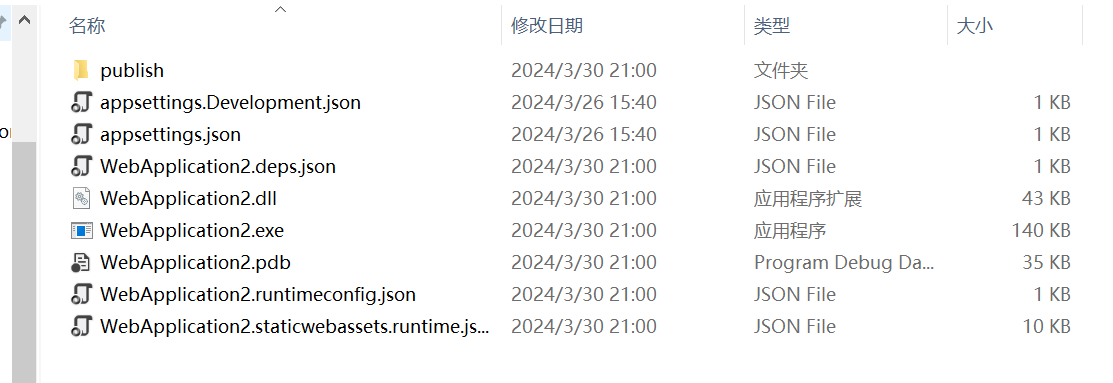 名称 修改日期 类型 大小
publish 2024/3/30 21:00 文件夹
appsettings.Development.json 2024/3/26 15:40 JSON File 1 KB
appsettings.json 2024/3/26 15:40 JSON File 1 KB
WebApplication2.deps.json 2024/3/30 21:00 JSON File 1 KB
WebApplication2.dll 2024/3/30 21:00 应用程序扩展 43 KB
WebApplication2.exe 2024/3/30 21:00 应用程序 140 KB
WebApplication2.pdb 2024/3/30 21:00 Program Debug Da... 35 KB
WebApplication2.runtimeconfig.json 2024/3/30 21:00 JSON File 1 KB
WebApplication2.staticwebassets.runtime.js... 2024/3/30 21:00 JSON File 10 KB